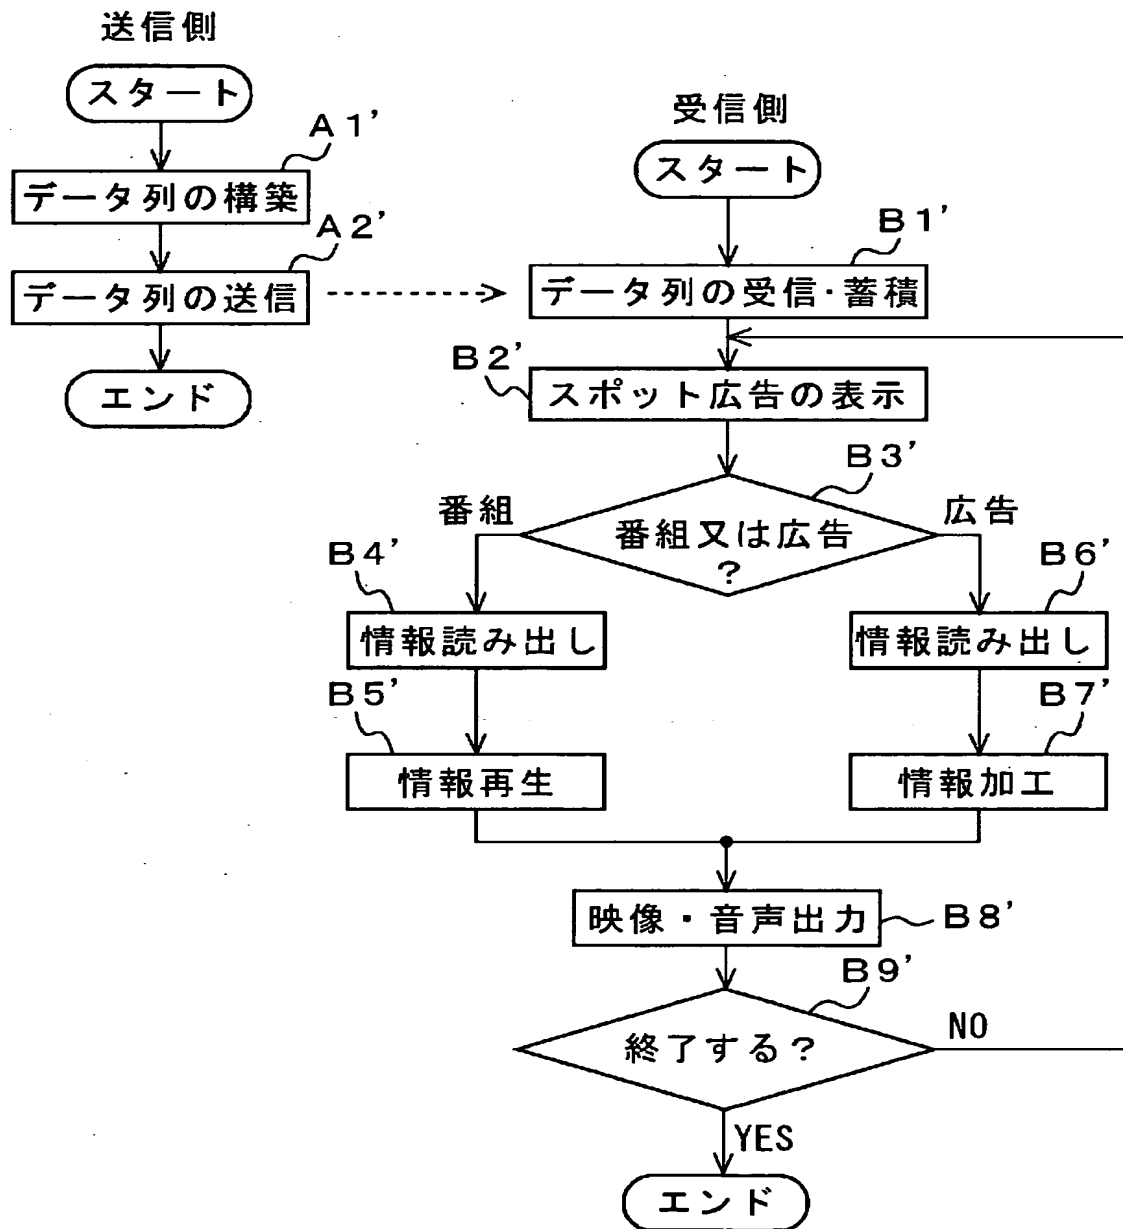 送信側
スタート
A1’
データ列の構築
A2’
データ列の送信
エンド
受信側
スタート
B1’
データ列の受信・蓄積
B2’
スポット広告の表示
B3’
番組又は広告
?
番組
広告
B4’
情報読み出し
B5’
情報再生
B6’
情報読み出し
B7’
情報加工
映像・音声出力
B8’
B9’
終了する?
NO
YES
エンド